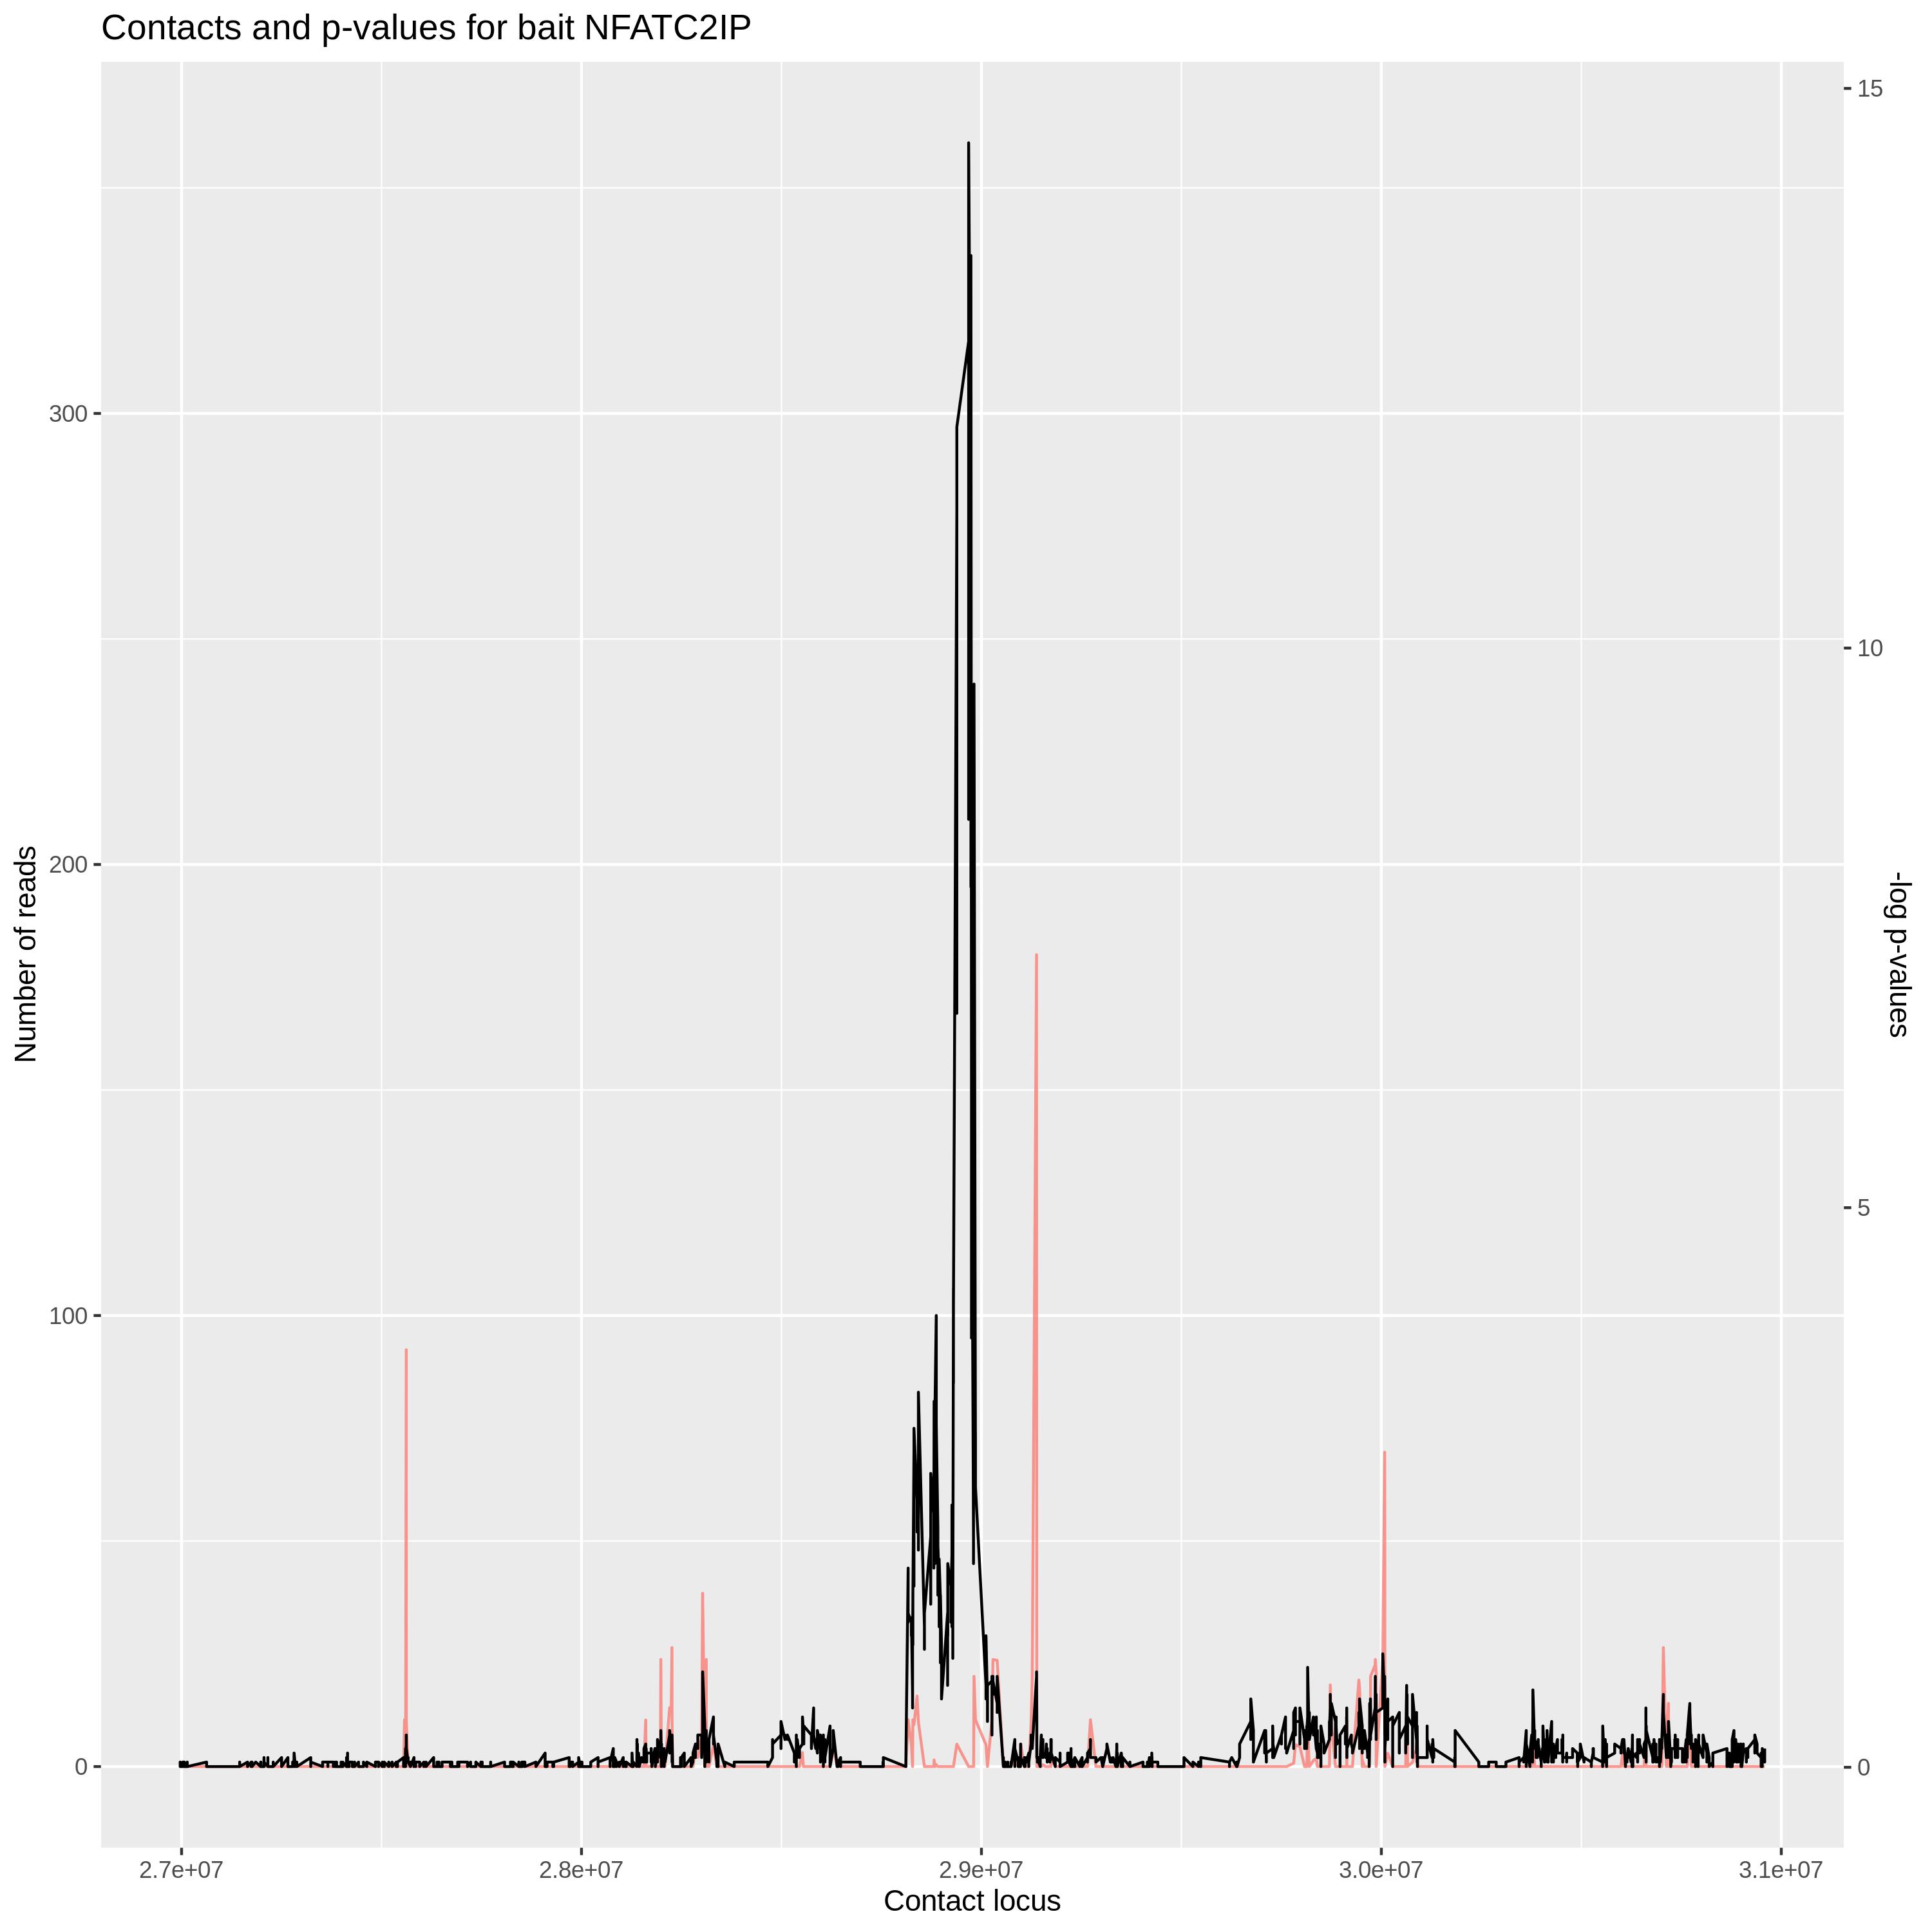 Contacts and p-values for bait NFATC2IP
15
300
10
200
Number of reads
-log p-values
5
100
0
0
2.7e+07 2.8e+07 2.9e+07 3.0e+07 3.1e+07
Contact locus